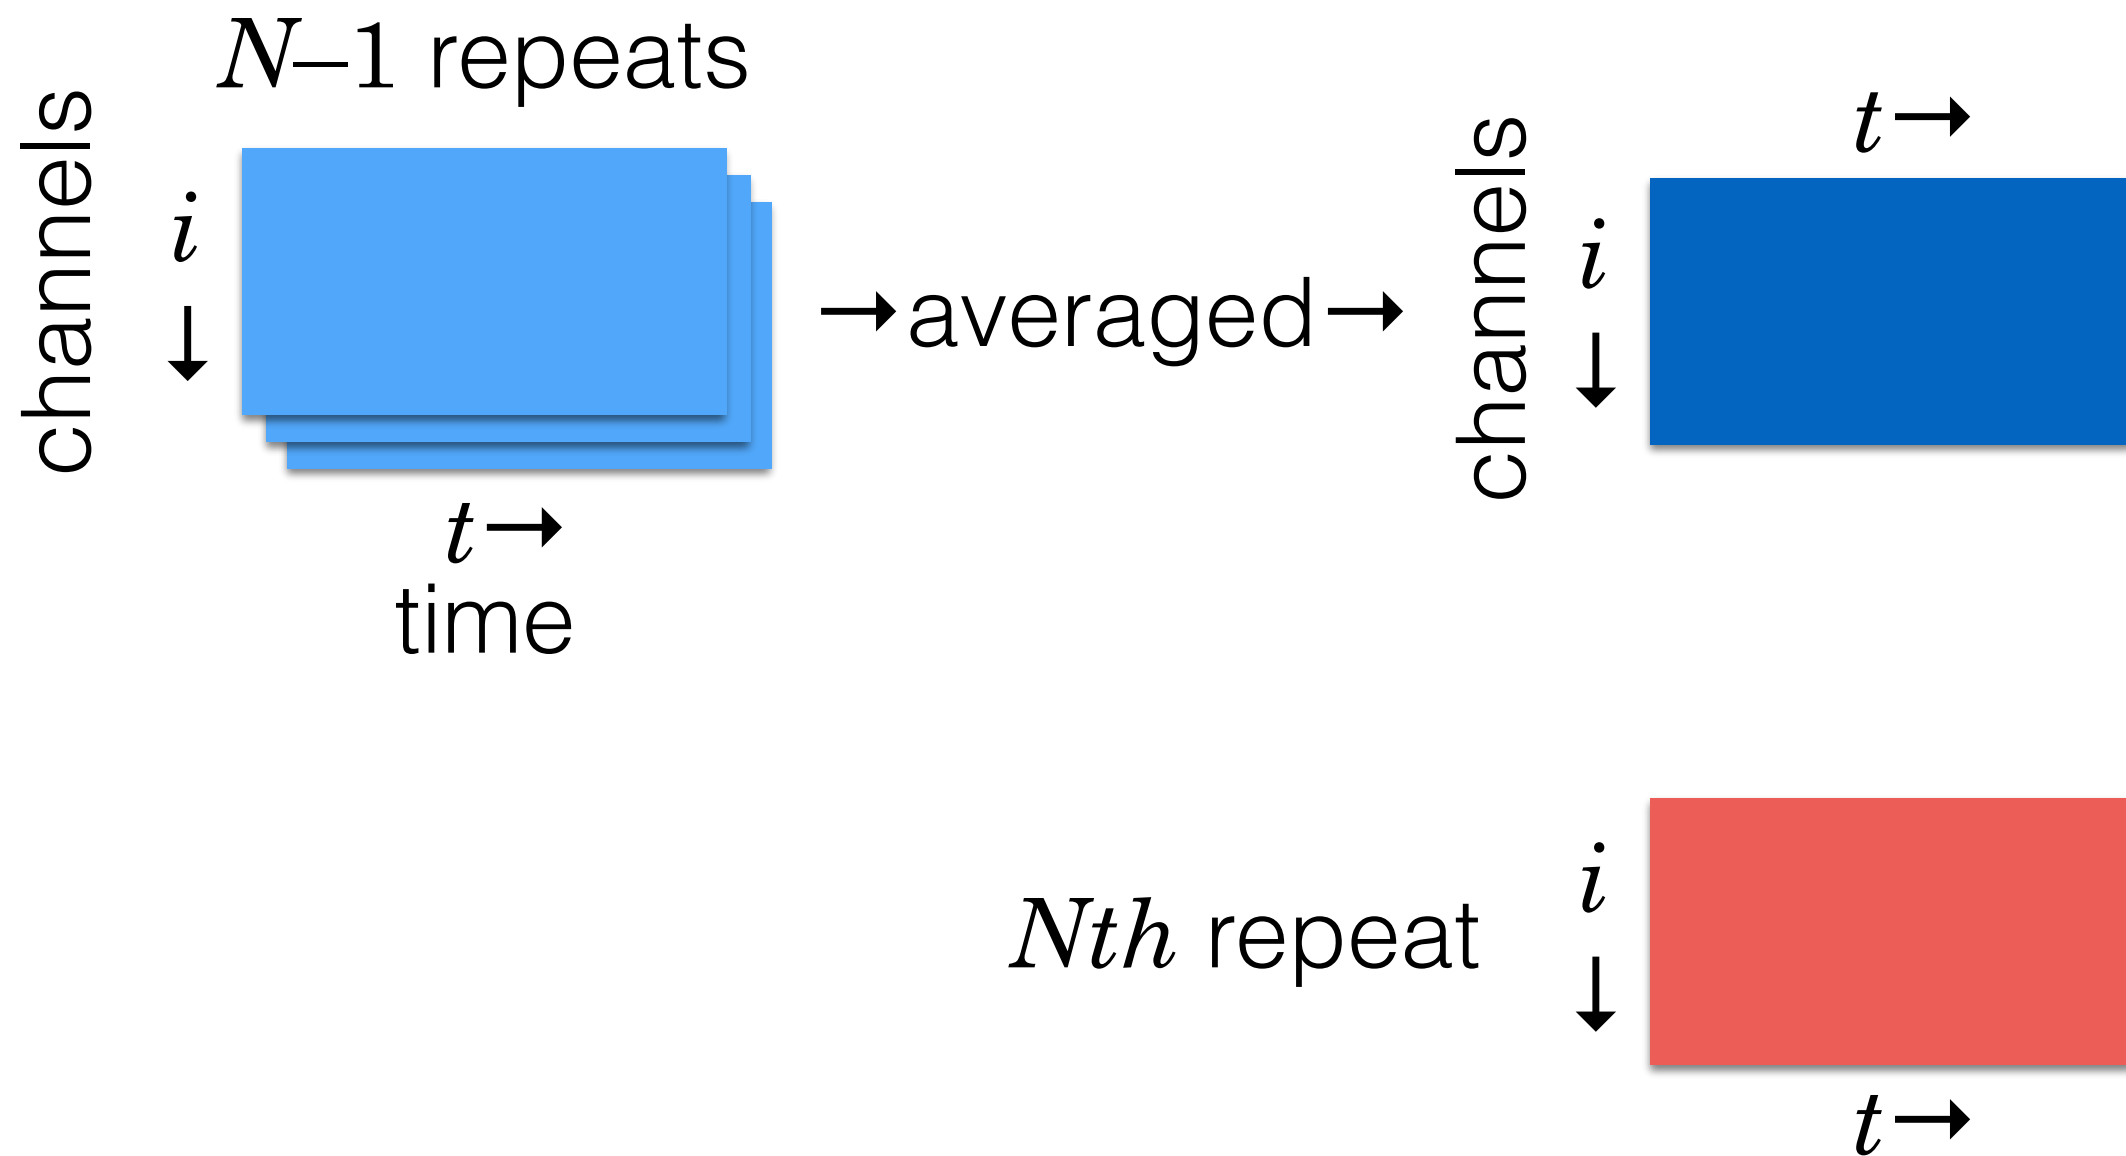 N–1 repeats
channels
i
↓
t→
time
→averaged→
channels
i
↓
t→
Nth repeat
i
↓
t→